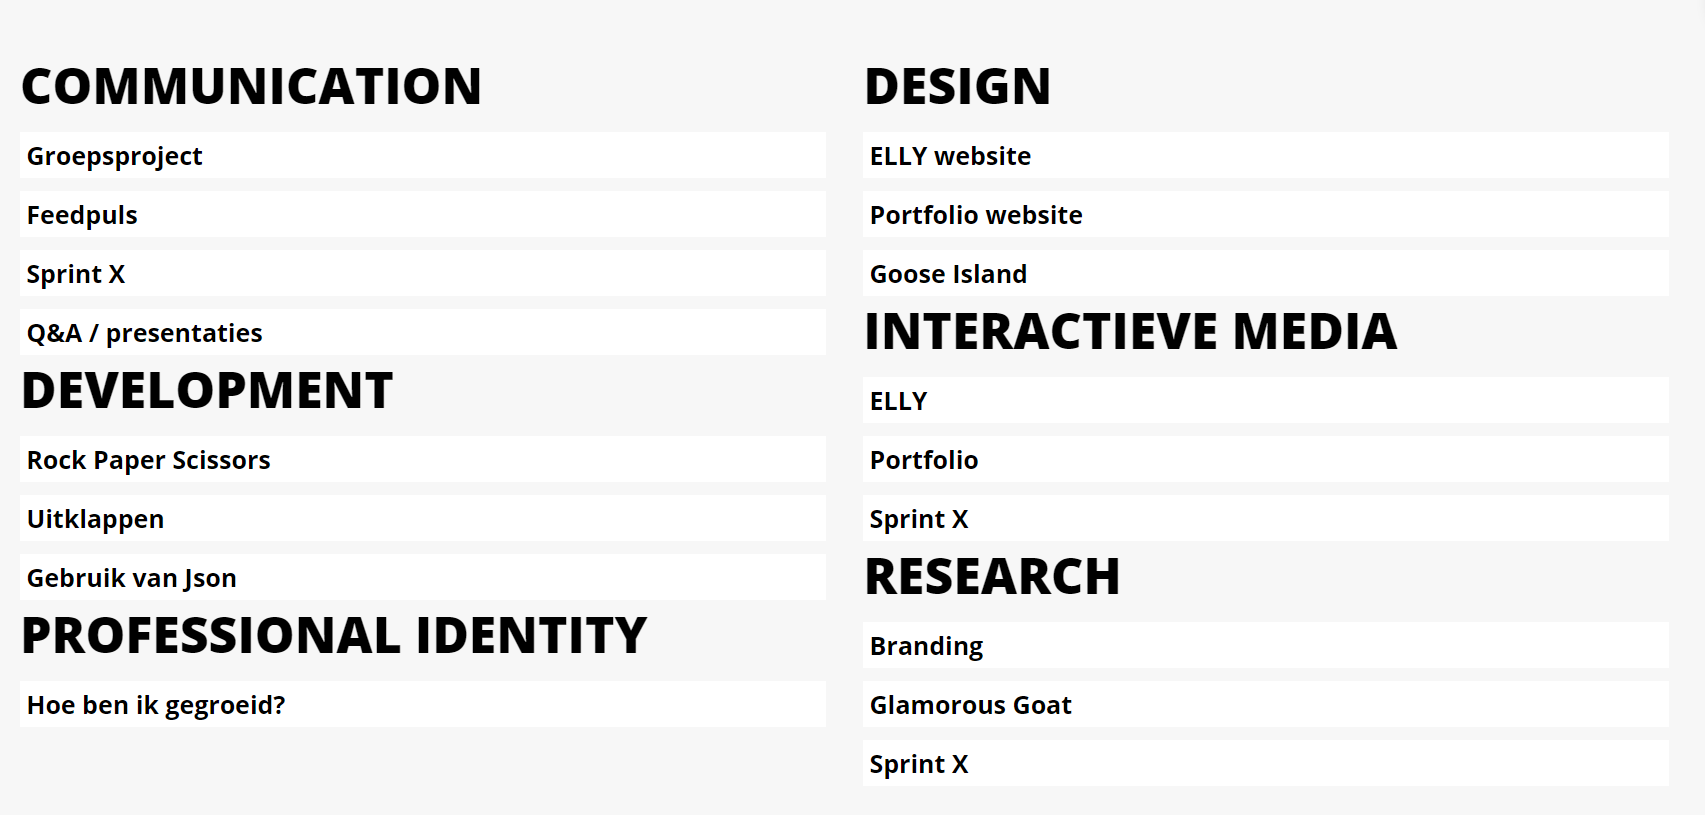 COMMUNICATION
Groepsproject
Feedpuls
Sprint X
Q&A / presentaties
DEVELOPMENT
Rock Paper Scissors
Uitklappen
Gebruik van Json
PROFESSIONAL IDENTITY
Hoe ben ik gegroeid?
DESIGN
ELLY website
Portfolio website
Goose Island
INTERACTIEVE MEDIA
ELLY
Portfolio
Sprint X
RESEARCH
Branding
Glamorous Goat
Sprint X